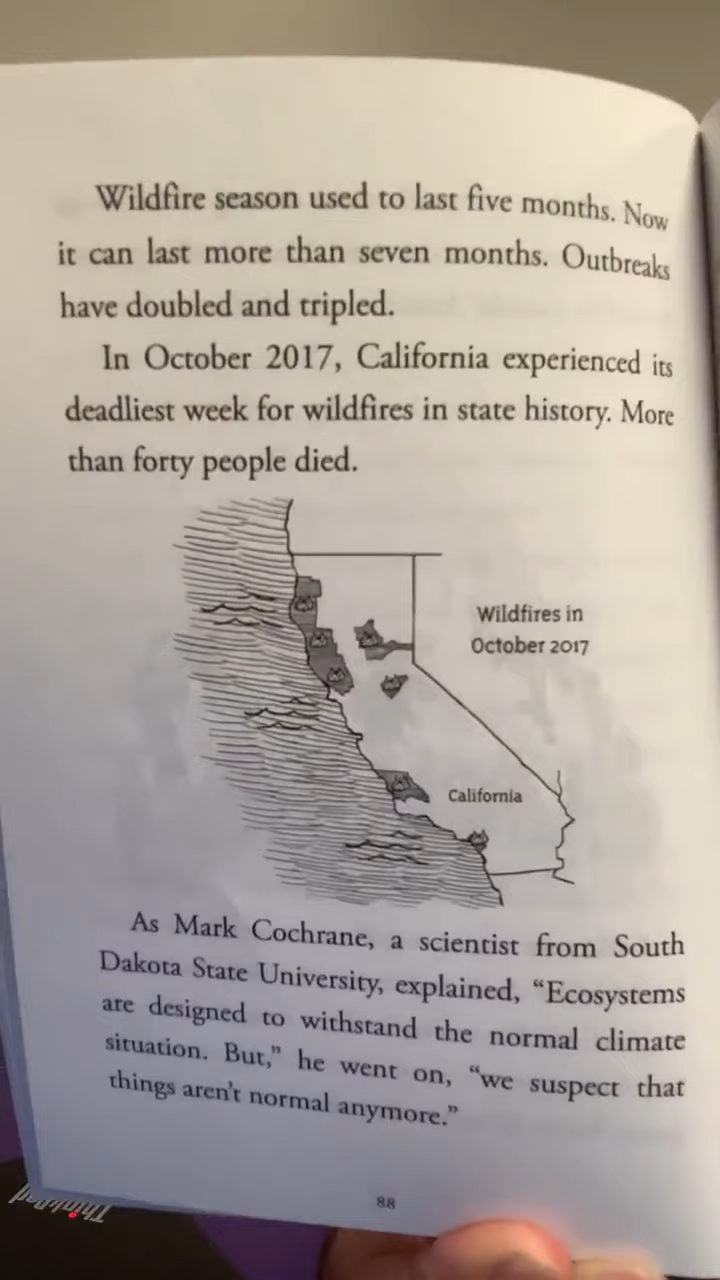 Wildfire season used to last five months. Now
it can last more than seven months. Outbreaks
have doubled and tripled.
In October 2017, California experienced its
deadliest week for wildfires in state history. More
than forty people died.
Wildfires in
October 2017
California
As Mark Cochrane, a scientist from South
Dakota State University, explained, “Ecosystems
are designed to withstand the normal climate
situation. But,” he went on, “we suspect that
things aren’t normal anymore.”
88
ThinkPad